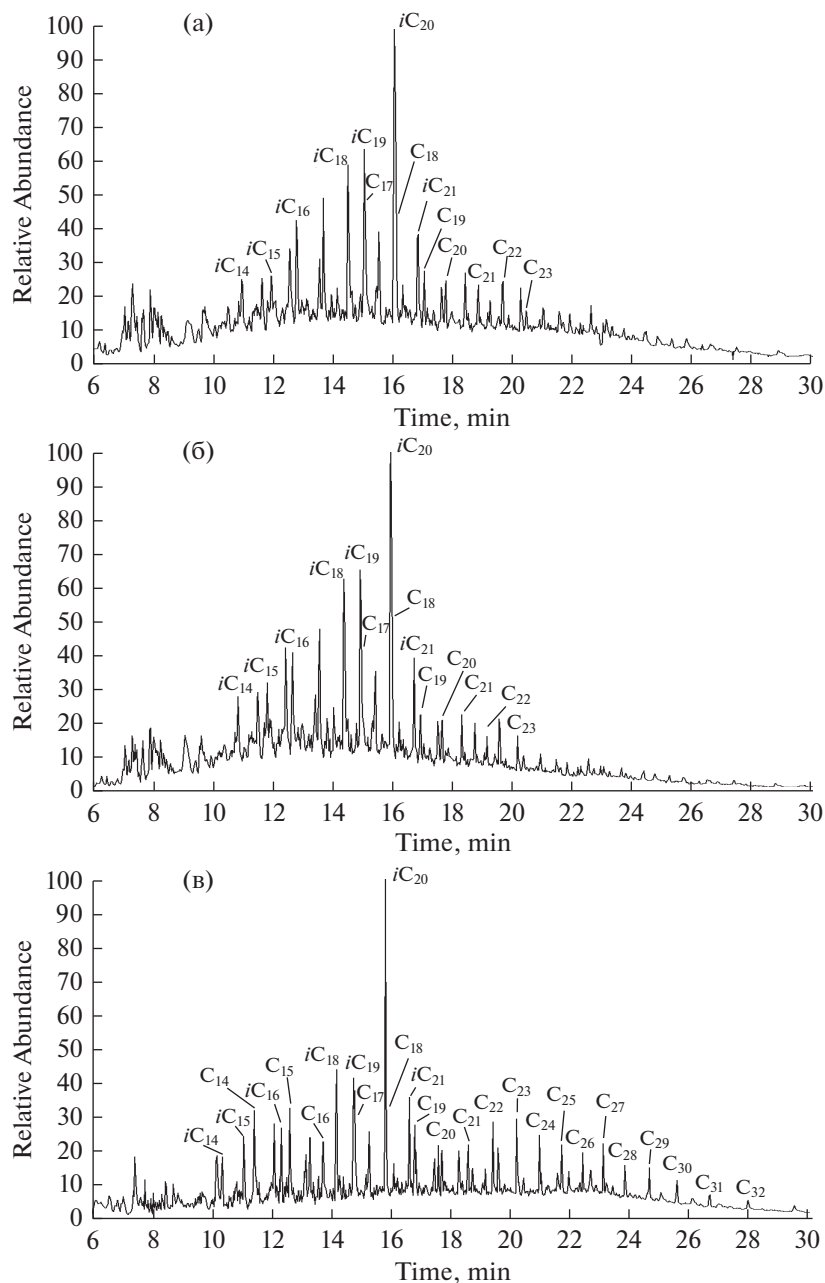 (а)
iC₂₀
100
90
80
70
60
50
40
30
20
10
0
Relative Abundance
iC₁₄
iC₁₅
iC₁₆
iC₁₈
iC₁₉
C₁₇
C₁₈
iC₂₁
C₁₉
C₂₀
C₂₁
C₂₂
C₂₃
6 8 10 12 14 16 18 20 22 24 26 28 30
Time, min
(б)
iC₂₀
100
90
80
70
60
50
40
30
20
10
0
Relative Abundance
iC₁₄
iC₁₅
iC₁₆
iC₁₈
iC₁₉
C₁₇
C₁₈
iC₂₁
C₁₉
C₂₀
C₂₁
C₂₂
C₂₃
6 8 10 12 14 16 18 20 22 24 26 28 30
Time, min
(в)
iC₂₀
100
90
80
70
60
50
40
30
20
10
0
Relative Abundance
iC₁₄
iC₁₅
C₁₄
iC₁₆
C₁₅
C₁₆
iC₁₈
iC₁₉
C₁₇
C₁₈
iC₂₁
C₁₉
C₂₀
C₂₁
C₂₂
C₂₃
C₂₄
C₂₅
C₂₆
C₂₇
C₂₈
C₂₉
C₃₀
C₃₁
C₃₂
6 8 10 12 14 16 18 20 22 24 26 28 30
Time, min